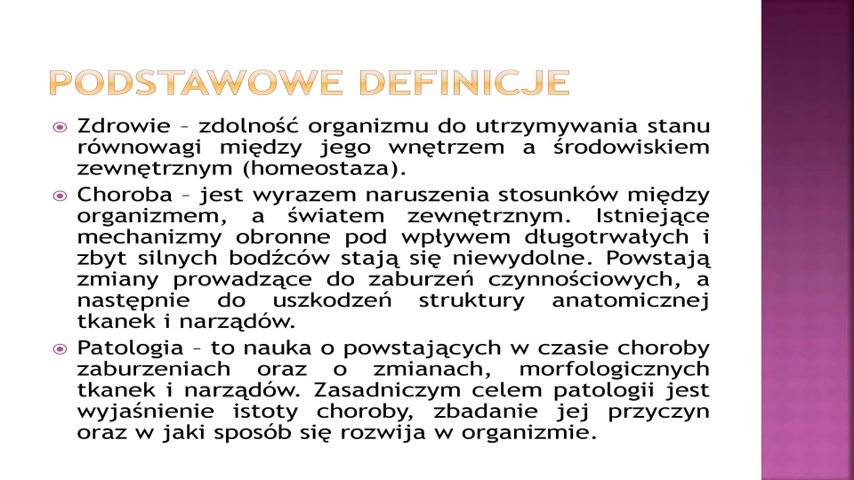 PODSTAWOWE DEFINICJE
Zdrowie – zdolność organizmu do utrzymywania stanu
równowagi między jego wnętrzem a środowiskiem
zewnętrznym (homeostaza).
Choroba – jest wyrazem naruszenia stosunków między
organizmem, a światem zewnętrznym. Istniejące
mechanizmy obronne pod wpływem długotrwałych i
zbyt silnych bodźców stają się niewydolne. Powstają
zmiany prowadzące do zaburzeń czynnościowych, a
następnie do uszkodzeń struktury anatomicznej
tkanek i narządów.
Patologia – to nauka o powstających w czasie choroby
zaburzeniach oraz o zmianach, morfologicznych
tkanek i narządów. Zasadniczym celem patologii jest
wyjaśnienie istoty choroby, zbadanie jej przyczyn
oraz w jaki sposób się rozwija w organizmie.